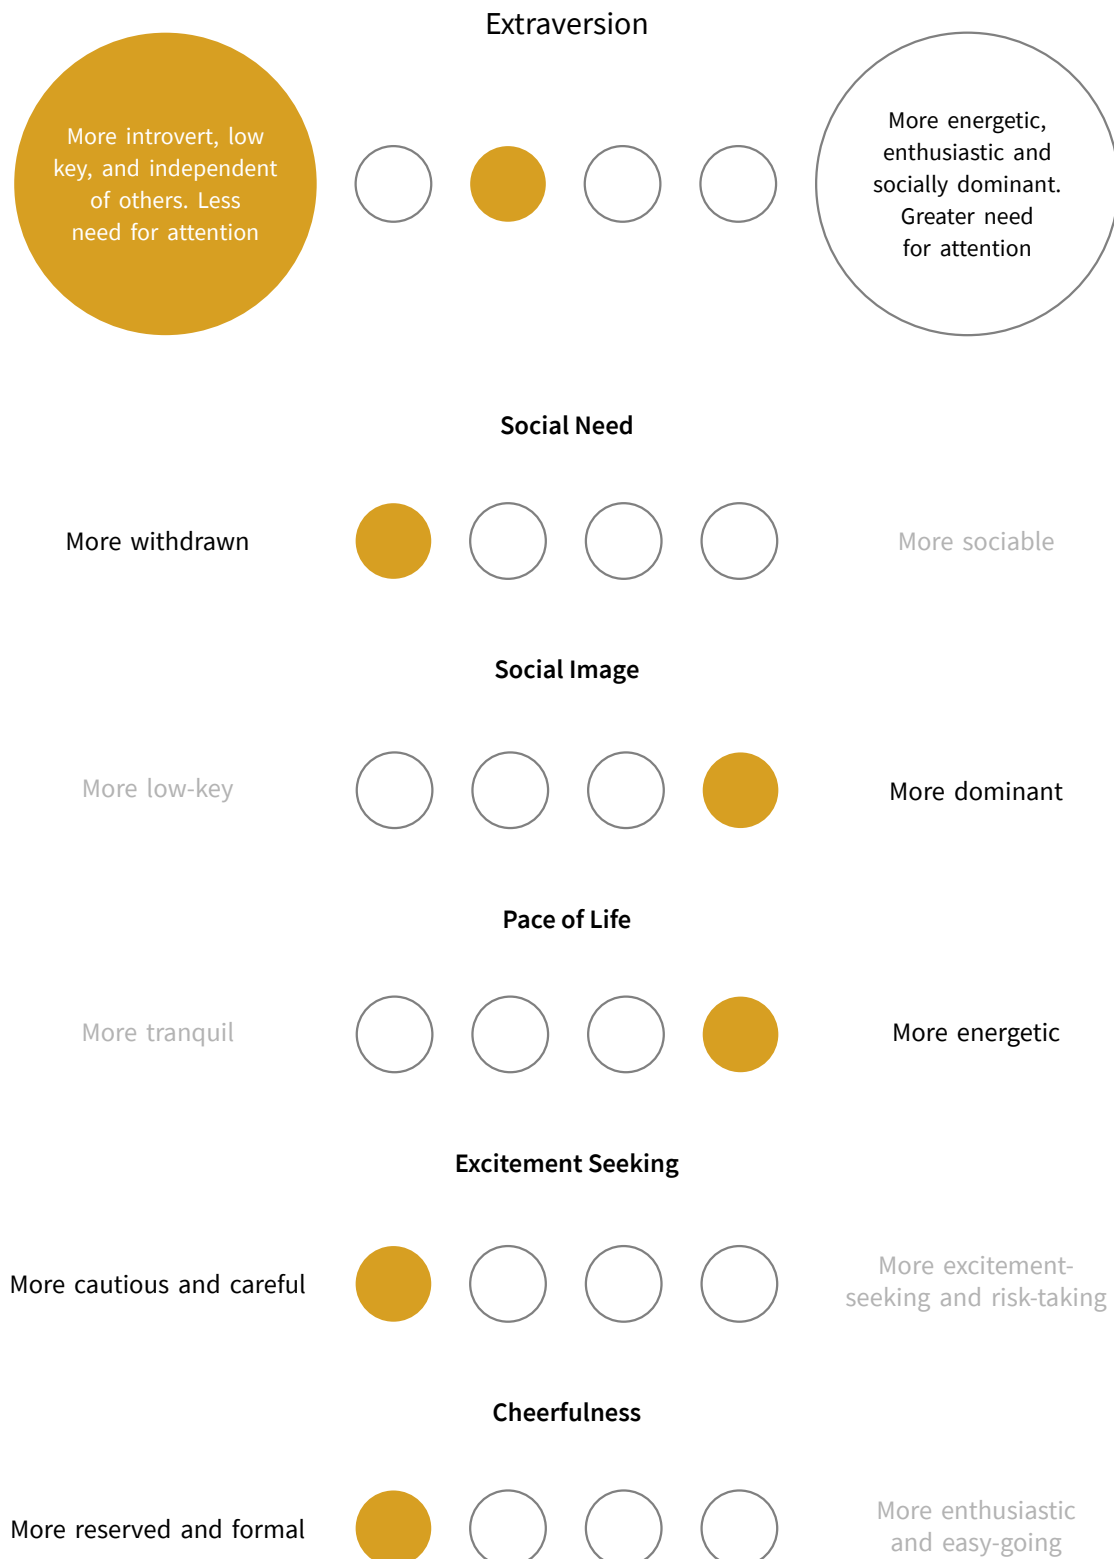 Extraversion
More introvert, low
key, and independent
of others. Less
need for attention
More energetic,
enthusiastic and
socially dominant.
Greater need
for attention
Social Need
More withdrawn
More sociable
Social Image
More low-key
More dominant
Pace of Life
More tranquil
More energetic
Excitement Seeking
More cautious and careful
More excitement-
seeking and risk-taking
Cheerfulness
More reserved and formal
More enthusiastic
and easy-going